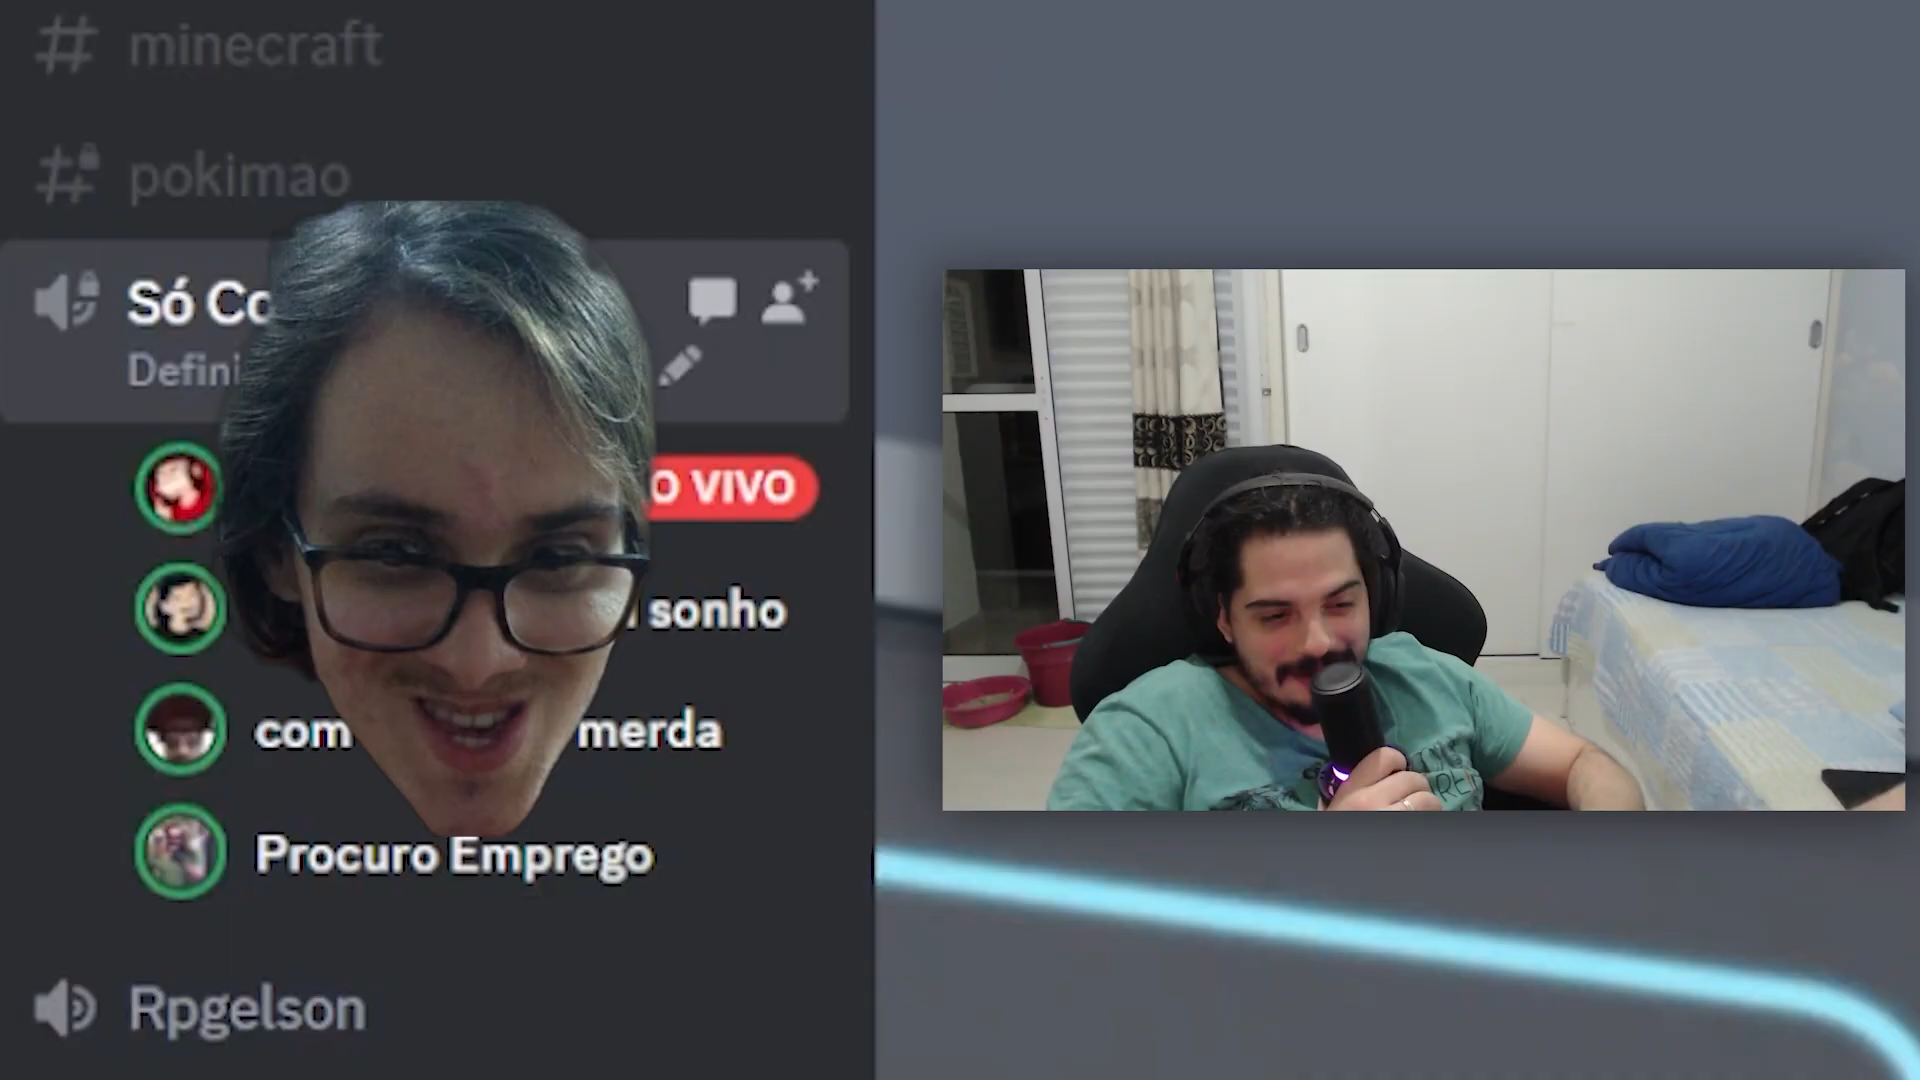 minecraft
pokimao
Só Co
Defini
O VIVO
sonho
com merda
Procuro Emprego
Rpgelson